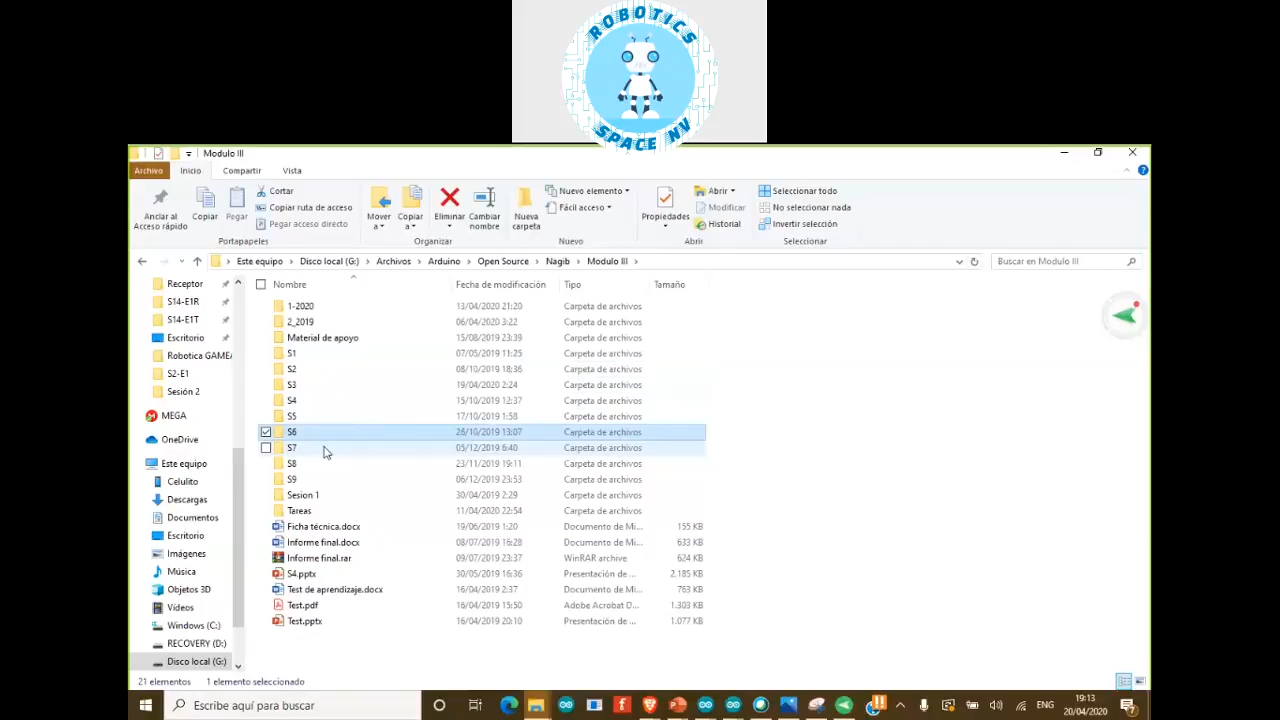 ROBOTICS
SPACE NV
Modulo III
Archivo Inicio Compartir Vista
Anclar al Acceso rápido
Copiar
Pegar
Cortar
Copiar ruta de acceso
Pegar acceso directo
Mover a
Copiar a
Eliminar
Cambiar nombre
Nueva carpeta
Nuevo elemento
Fácil acceso
Propiedades
Abrir
Modificar
Historial
Seleccionar todo
No seleccionar nada
Invertir selección
Portapapeles Organizar Nuevo Abrir Seleccionar
Este equipo Disco local (G:) Archivos Arduino Open Source Nagib Modulo III
Buscar en Modulo III
Receptor
S14-E1R
S14-E1T
Escritorio
Robotica GAMEA
S2-E1
Sesión 2
MEGA
OneDrive
Este equipo
Celulito
Descargas
Documentos
Escritorio
Imágenes
Música
Objetos 3D
Vídeos
Windows (C:)
RECOVERY (D:)
Disco local (G:)
Nombre Fecha de modificación Tipo Tamaño
1-2020 13/04/2020 21:20 Carpeta de archivos
2_2019 06/04/2020 3:22 Carpeta de archivos
Material de apoyo 15/08/2019 23:39 Carpeta de archivos
S1 07/05/2019 11:25 Carpeta de archivos
S2 08/10/2019 18:36 Carpeta de archivos
S3 19/04/2020 2:24 Carpeta de archivos
S4 15/10/2019 12:37 Carpeta de archivos
S5 17/10/2019 1:58 Carpeta de archivos
S6 26/10/2019 13:07 Carpeta de archivos
S7 05/12/2019 6:40 Carpeta de archivos
S8 23/11/2019 19:11 Carpeta de archivos
S9 06/12/2019 23:53 Carpeta de archivos
Sesion 1 30/04/2019 2:29 Carpeta de archivos
Tareas 11/04/2020 22:54 Carpeta de archivos
Ficha técnica.docx 19/06/2019 1:20 Documento de Mi... 155 KB
Informe final.docx 08/07/2019 16:28 Documento de Mi... 633 KB
Informe final.rar 09/07/2019 23:37 WinRAR archive 624 KB
S4.pptx 30/05/2019 16:36 Presentación de ... 2.185 KB
Test de aprendizaje.docx 16/04/2019 2:37 Documento de Mi... 763 KB
Test.pdf 16/04/2019 15:50 Adobe Acrobat D... 1.303 KB
Test.pptx 16/04/2019 20:10 Presentación de ... 1.077 KB
21 elementos 1 elemento seleccionado
Escribe aquí para buscar
ENG
19:13
20/04/2020